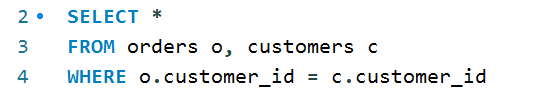 2 SELECT *
3 FROM orders o, customers c
4 WHERE o.customer_id = c.customer_id